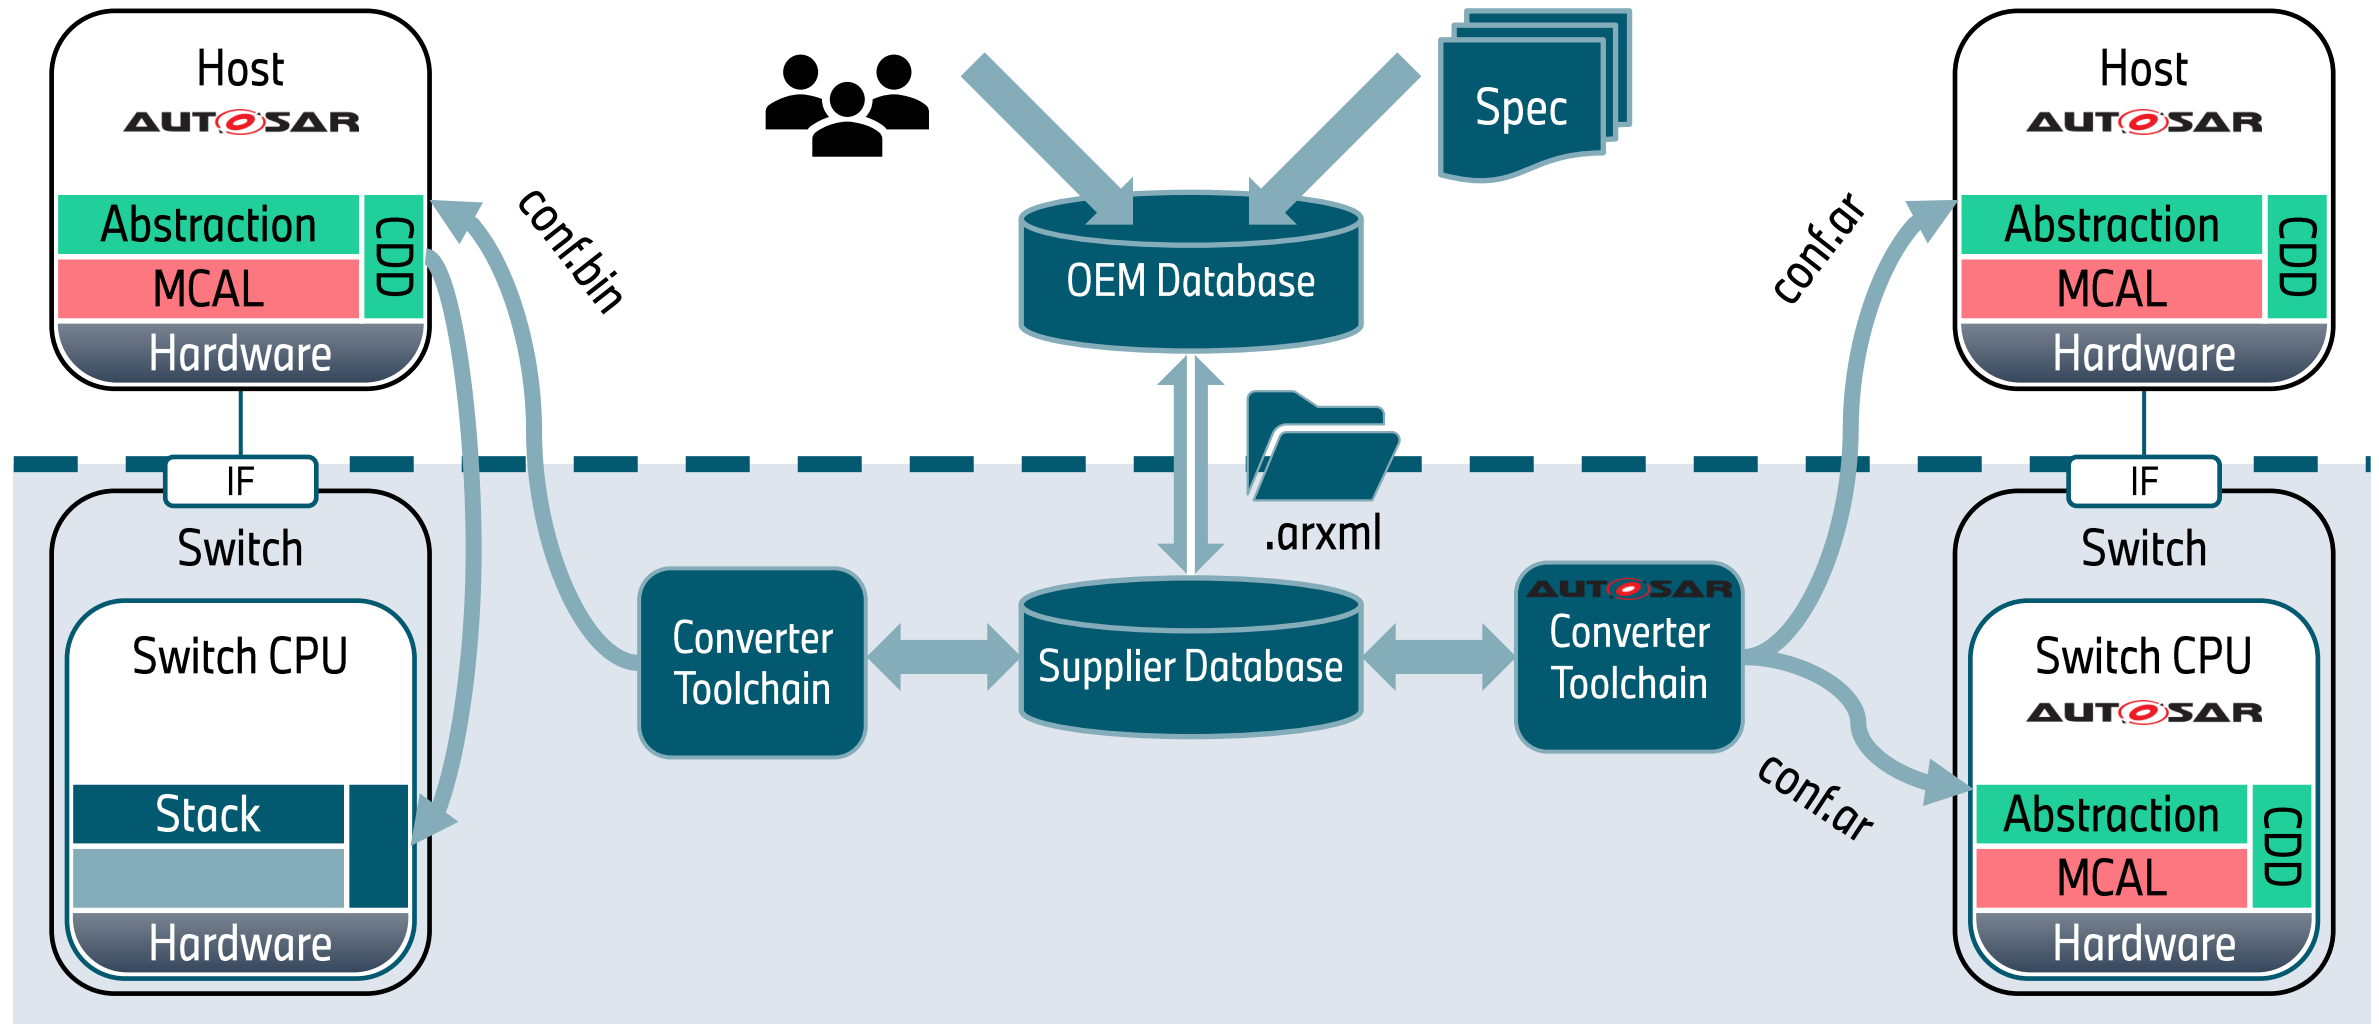 Host
AUTOSAR
Abstraction
CDD
MCAL
Hardware
IF
Switch
Switch CPU
Stack
Hardware
conf.bin
Spec
OEM Database
.arxml
Converter
Toolchain
Supplier Database
AUTOSAR
Converter
Toolchain
conf.ar
conf.ar
Host
AUTOSAR
Abstraction
CDD
MCAL
Hardware
IF
Switch
Switch CPU
AUTOSAR
Abstraction
CDD
MCAL
Hardware